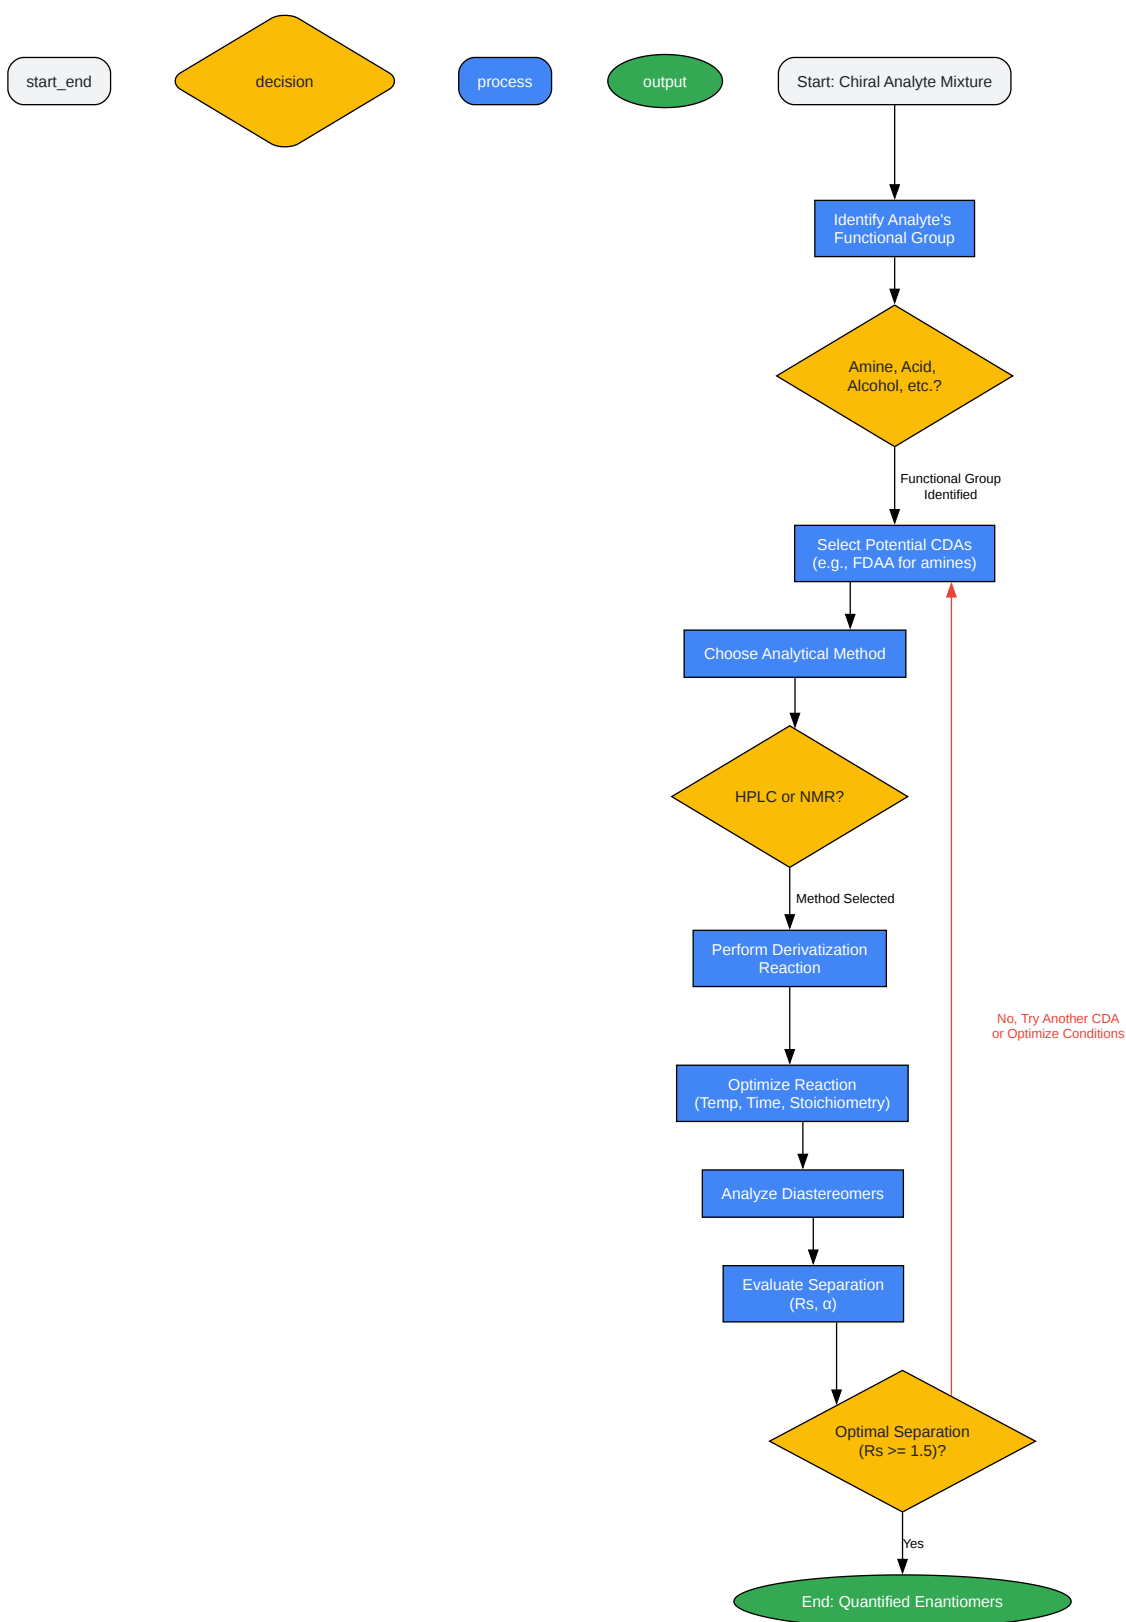 start_end
decision
process
output
Start: Chiral Analyte Mixture
Identify Analyte's
Functional Group
Amine, Acid,
Alcohol, etc.?
Functional Group
Identified
Select Potential CDAs
(e.g., FDAA for amines)
Choose Analytical Method
HPLC or NMR?
Method Selected
Perform Derivatization
Reaction
No, Try Another CDA
or Optimize Conditions
Optimize Reaction
(Temp, Time, Stoichiometry)
Analyze Diastereomers
Evaluate Separation
(Rs, α)
Optimal Separation
(Rs >= 1.5)?
Yes
End: Quantified Enantiomers